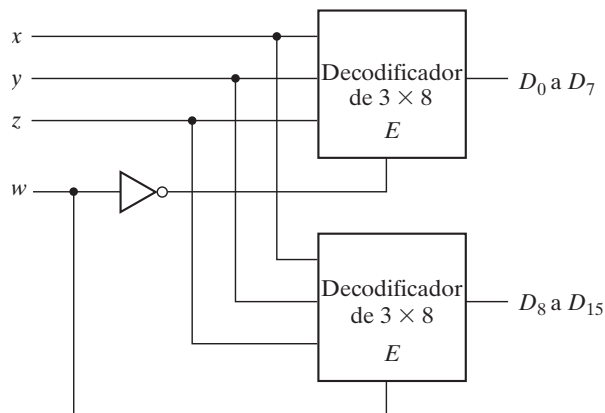 x
y
z
w
Decodificador
de 3 × 8
E
D0 a D7
Decodificador
de 3 × 8
E
D8 a D15